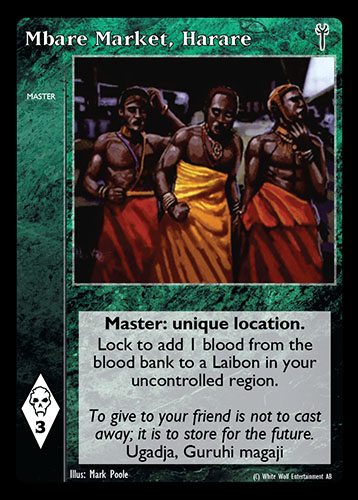 Mbare Market, Harare
MASTER
Master: unique location.
Lock to add 1 blood from the
blood bank to a Laibon in your
uncontrolled region.
To give to your friend is not to cast
away; it is to store for the future.
Ugadja, Guruhi magaji
3
Illus: Mark Poole
(C) White Wolf Entertainment AB